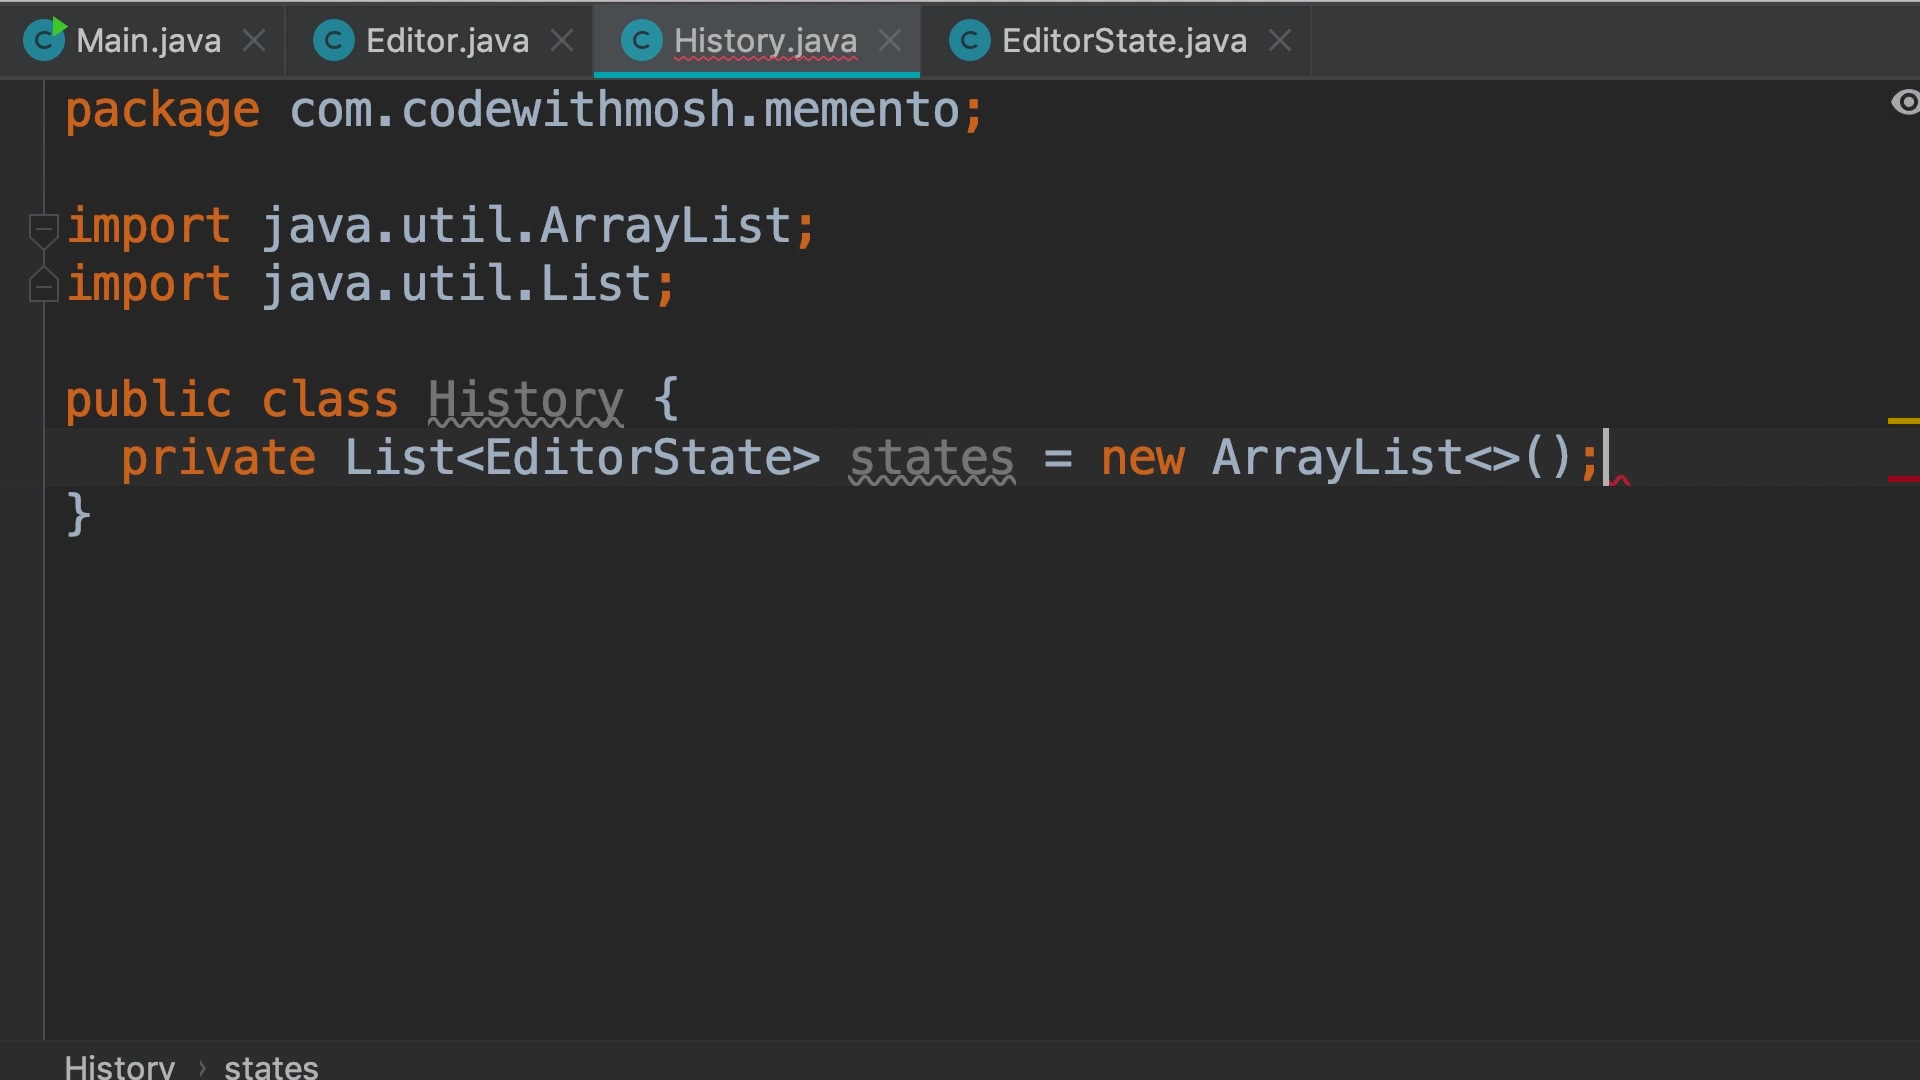 Main.java Editor.java History.java EditorState.java
package com.codewithmosh.memento;
import java.util.ArrayList;
import java.util.List;
public class History {
private List<EditorState> states = new ArrayList<>();
}
History › states